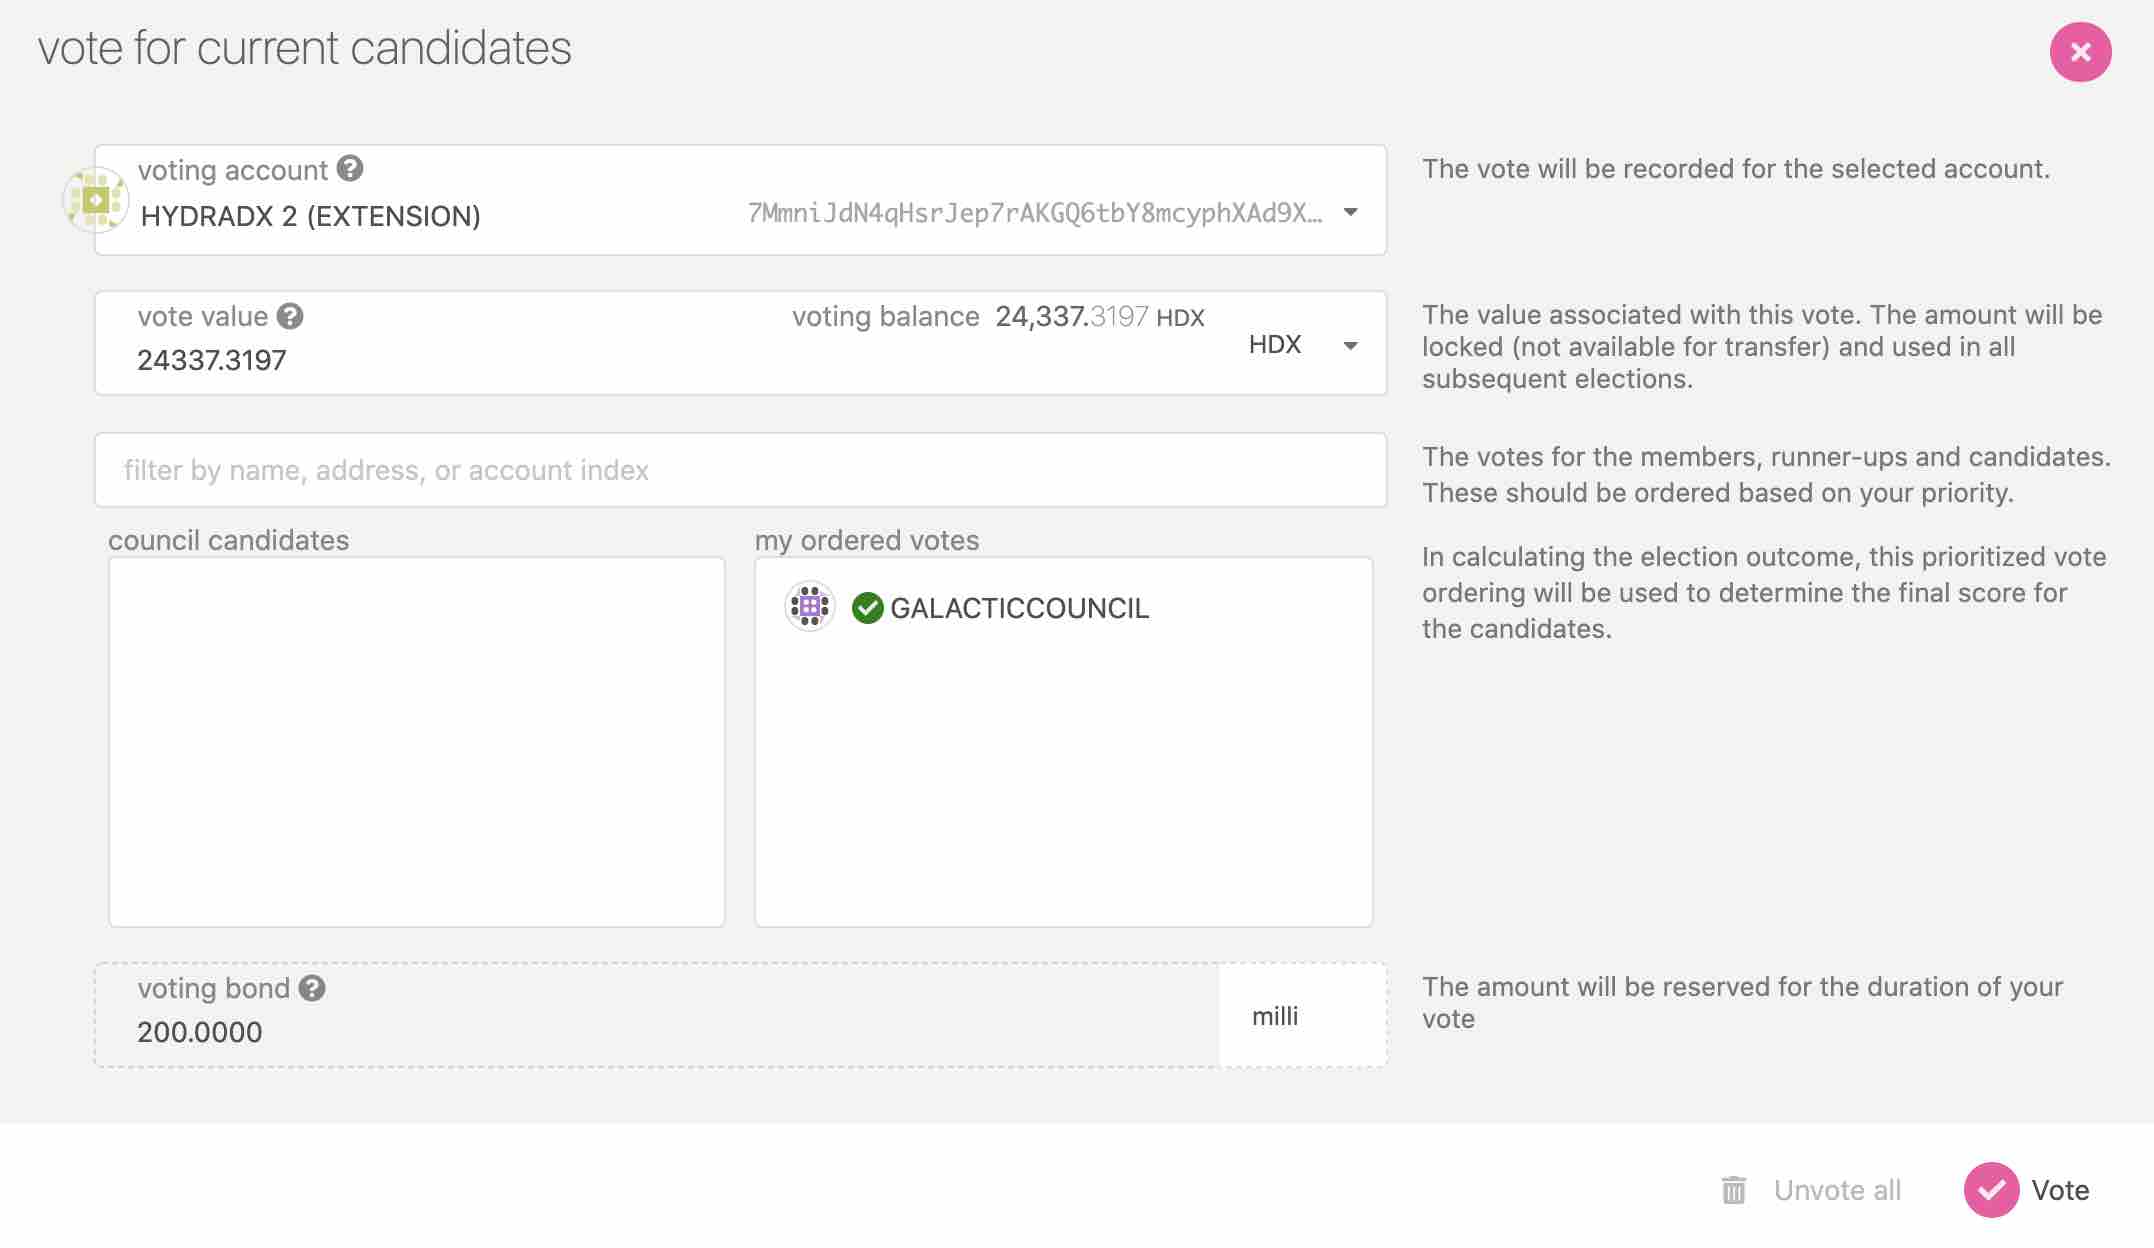 vote for current candidates
voting account
HYDRADX 2 (EXTENSION)
7MmniJdN4qHsrJep7rAKGQ6tbY8mcyphXAd9X…
The vote will be recorded for the selected account.
vote value
24337.3197
voting balance 24,337.3197 HDX
HDX
The value associated with this vote. The amount will be
locked (not available for transfer) and used in all
subsequent elections.
filter by name, address, or account index
The votes for the members, runner-ups and candidates.
These should be ordered based on your priority.
council candidates
my ordered votes
GALACTICCOUNCIL
In calculating the election outcome, this prioritized vote
ordering will be used to determine the final score for
the candidates.
voting bond
200.0000
milli
The amount will be reserved for the duration of your
vote
Unvote all
Vote